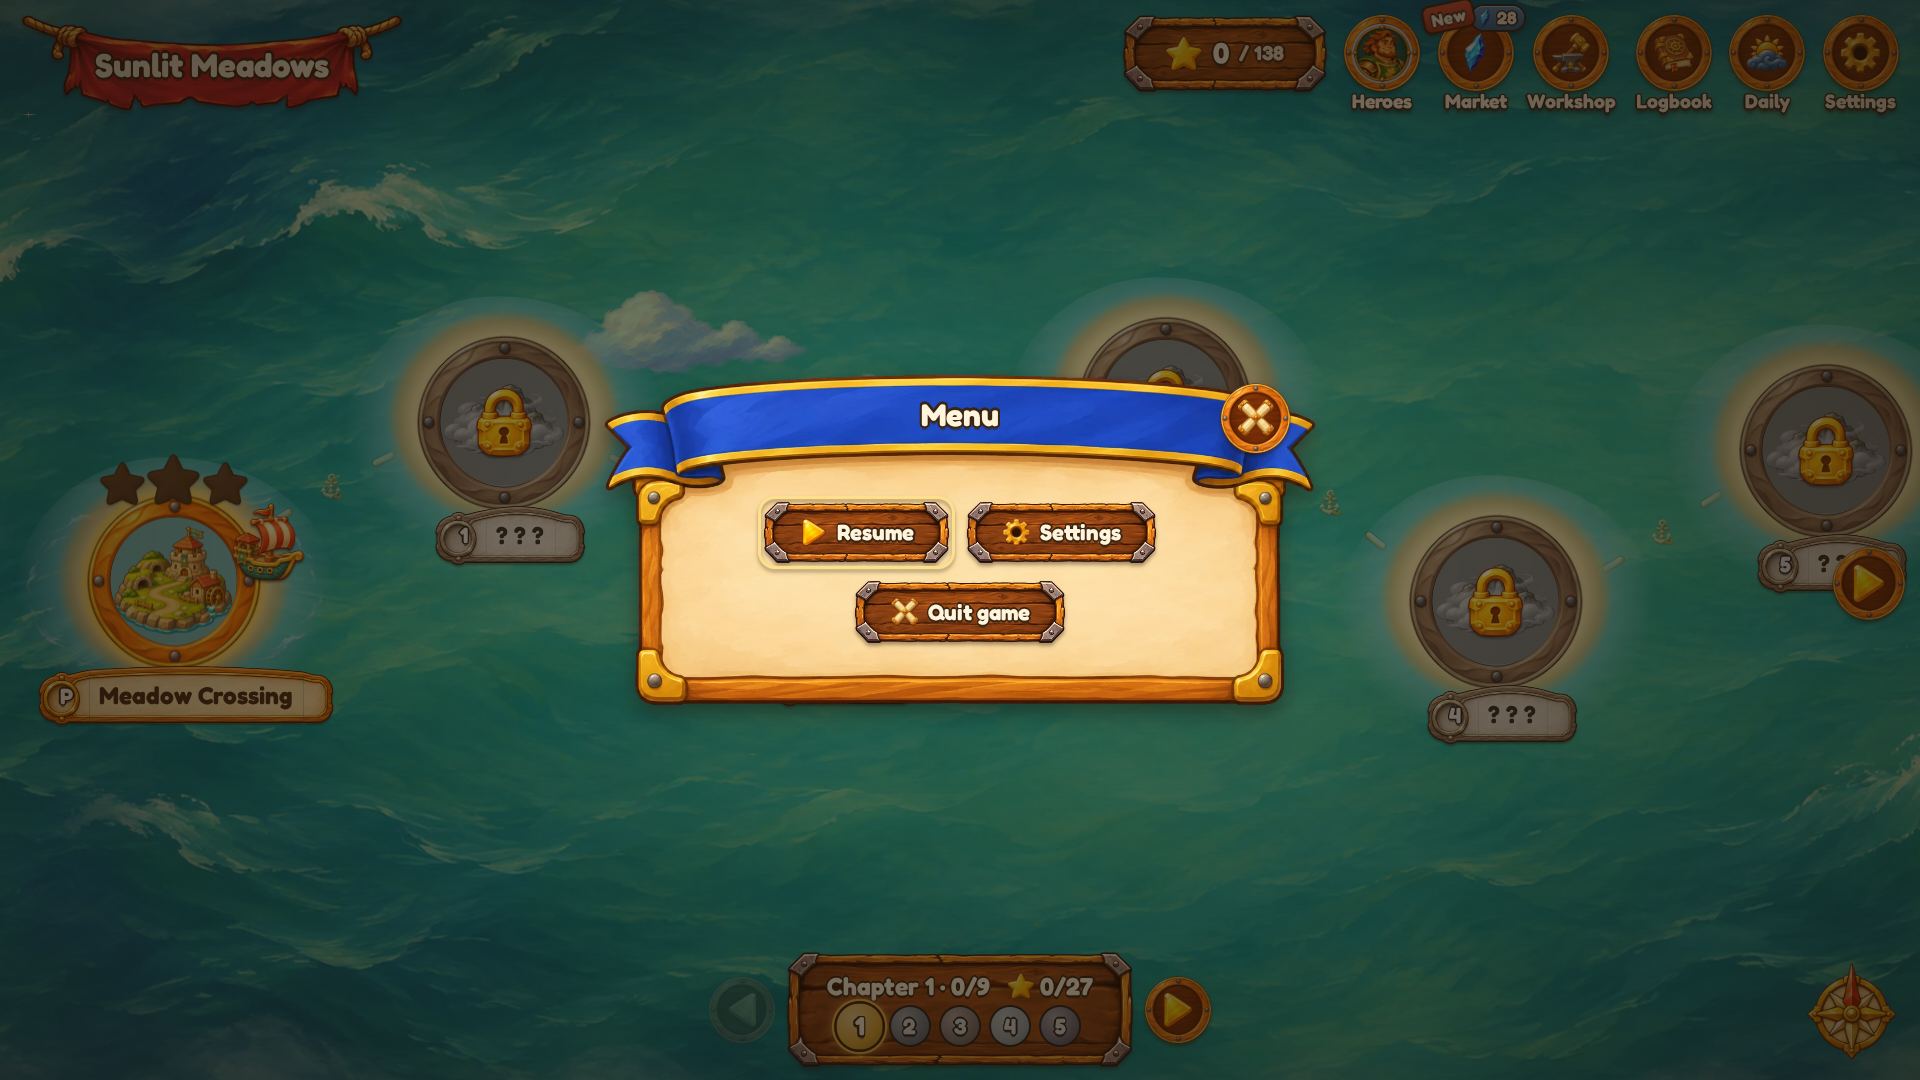 Sunlit Meadows
0 / 138
New
28
Heroes
Market
Workshop
Logbook
Daily
Settings
Menu
Resume
Settings
Quit game
1 ???
P Meadow Crossing
4 ???
5 ??
Chapter 1 · 0/9 0/27
1 2 3 4 5